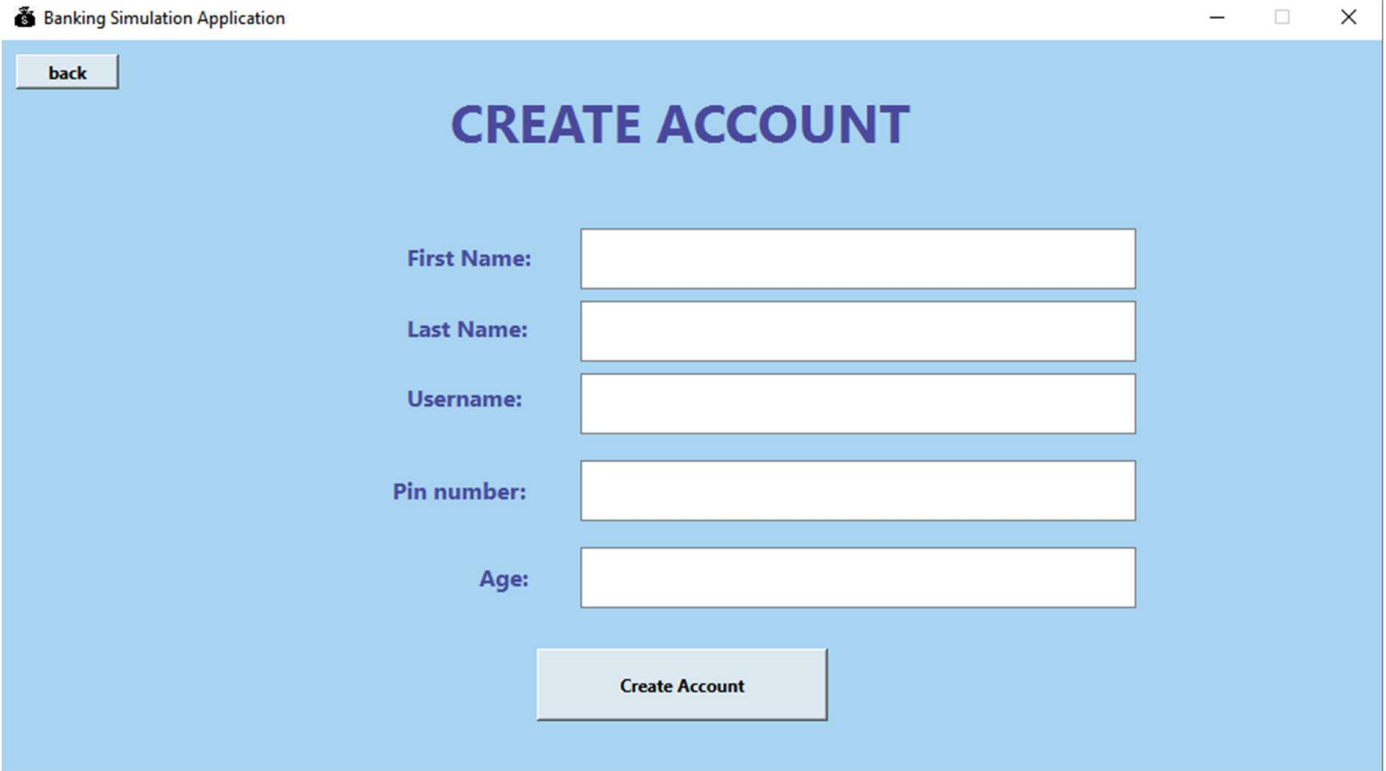 Banking Simulation Application
back
CREATE ACCOUNT
First Name:
Last Name:
Username:
Pin number:
Age:
Create Account